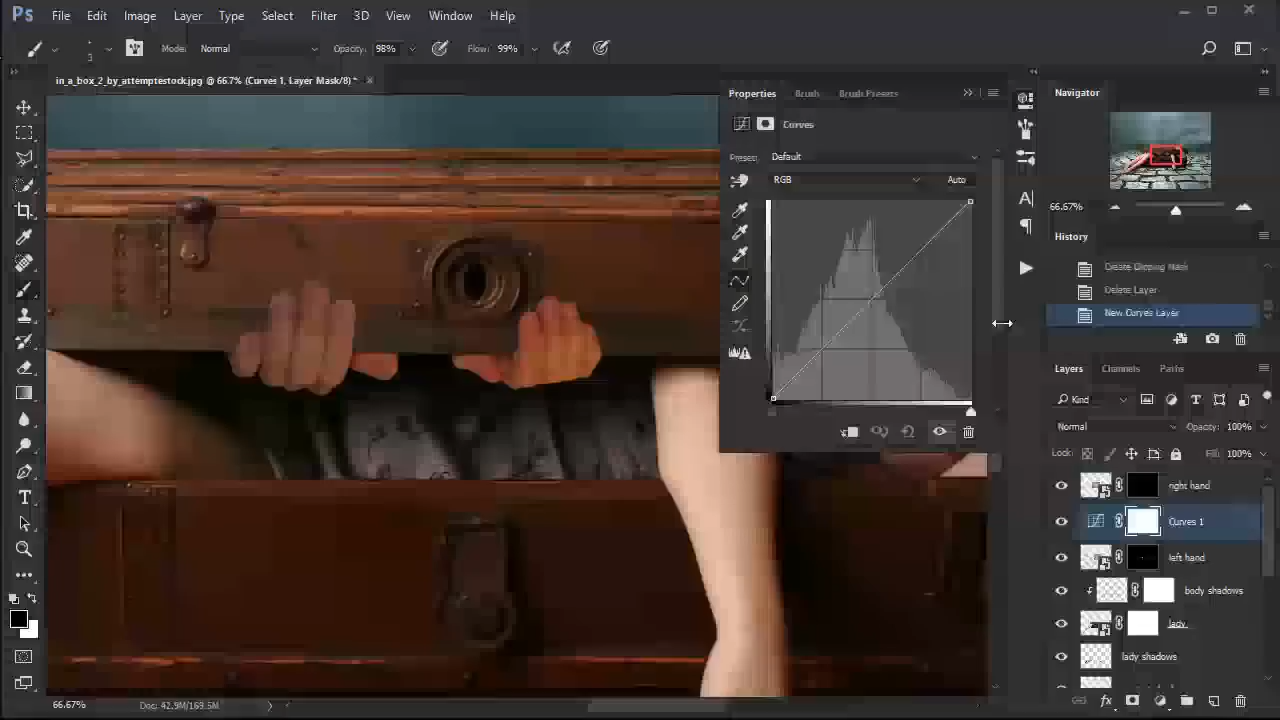 Ps File Edit Image Layer Type Select Filter 3D View Window Help
3 Mode: Normal Opacity: 98% Flow: 99%
in_a_box_2_by_attemptestock.jpg @ 66.7% (Curves 1, Layer Mask/8) *
Properties Brush Brush Presets
Curves
Preset: Default
RGB Auto
Navigator
66.67%
History
Create Clipping Mask
Delete Layer
New Curves Layer
Layers Channels Paths
Kind
Normal Opacity: 100%
Lock: Fill: 100%
right hand
Curves 1
left hand
body shadows
lady
lady shadows
66.67% Doc: 42.9M/169.5M